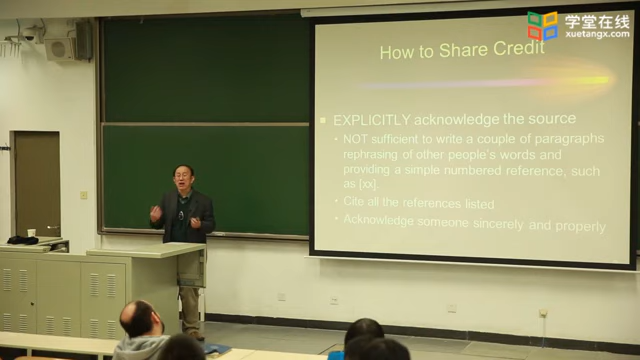 学堂在线
xuetangx.com
How to Share Credit
EXPLICITLY acknowledge the source
NOT sufficient to write a couple of paragraphs
rephrasing of other people's words and
providing a simple numbered reference, such
as [xx].
Cite all the references listed
Acknowledge someone sincerely and properly